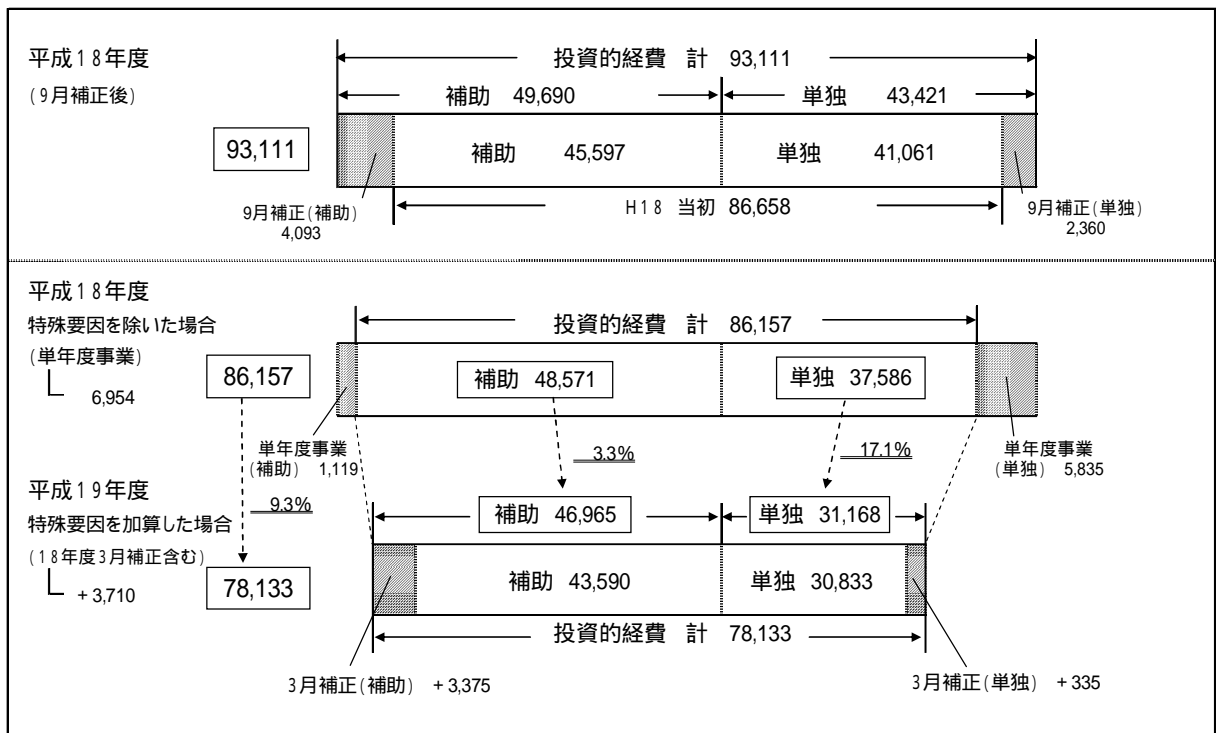 平成18年度
(9月補正後)
投資的経費 計 93,111
補助 49,690
単独 43,421
93,111
補助 45,597
単独 41,061
9月補正(補助)
4,093
H18 当初 86,658
9月補正(単独)
2,360
平成18年度
特殊要因を除いた場合
(単年度事業)
6,954
投資的経費 計 86,157
86,157
補助 48,571
単独 37,586
単年度事業
(補助) 1,119
3.3%
17.1%
単年度事業
(単独) 5,835
平成19年度
特殊要因を加算した場合
(18年度3月補正含む)
+3,710
9.3%
補助 46,965
単独 31,168
78,133
補助 43,590
単独 30,833
投資的経費 計 78,133
3月補正(補助) +3,375
3月補正(単独) +335